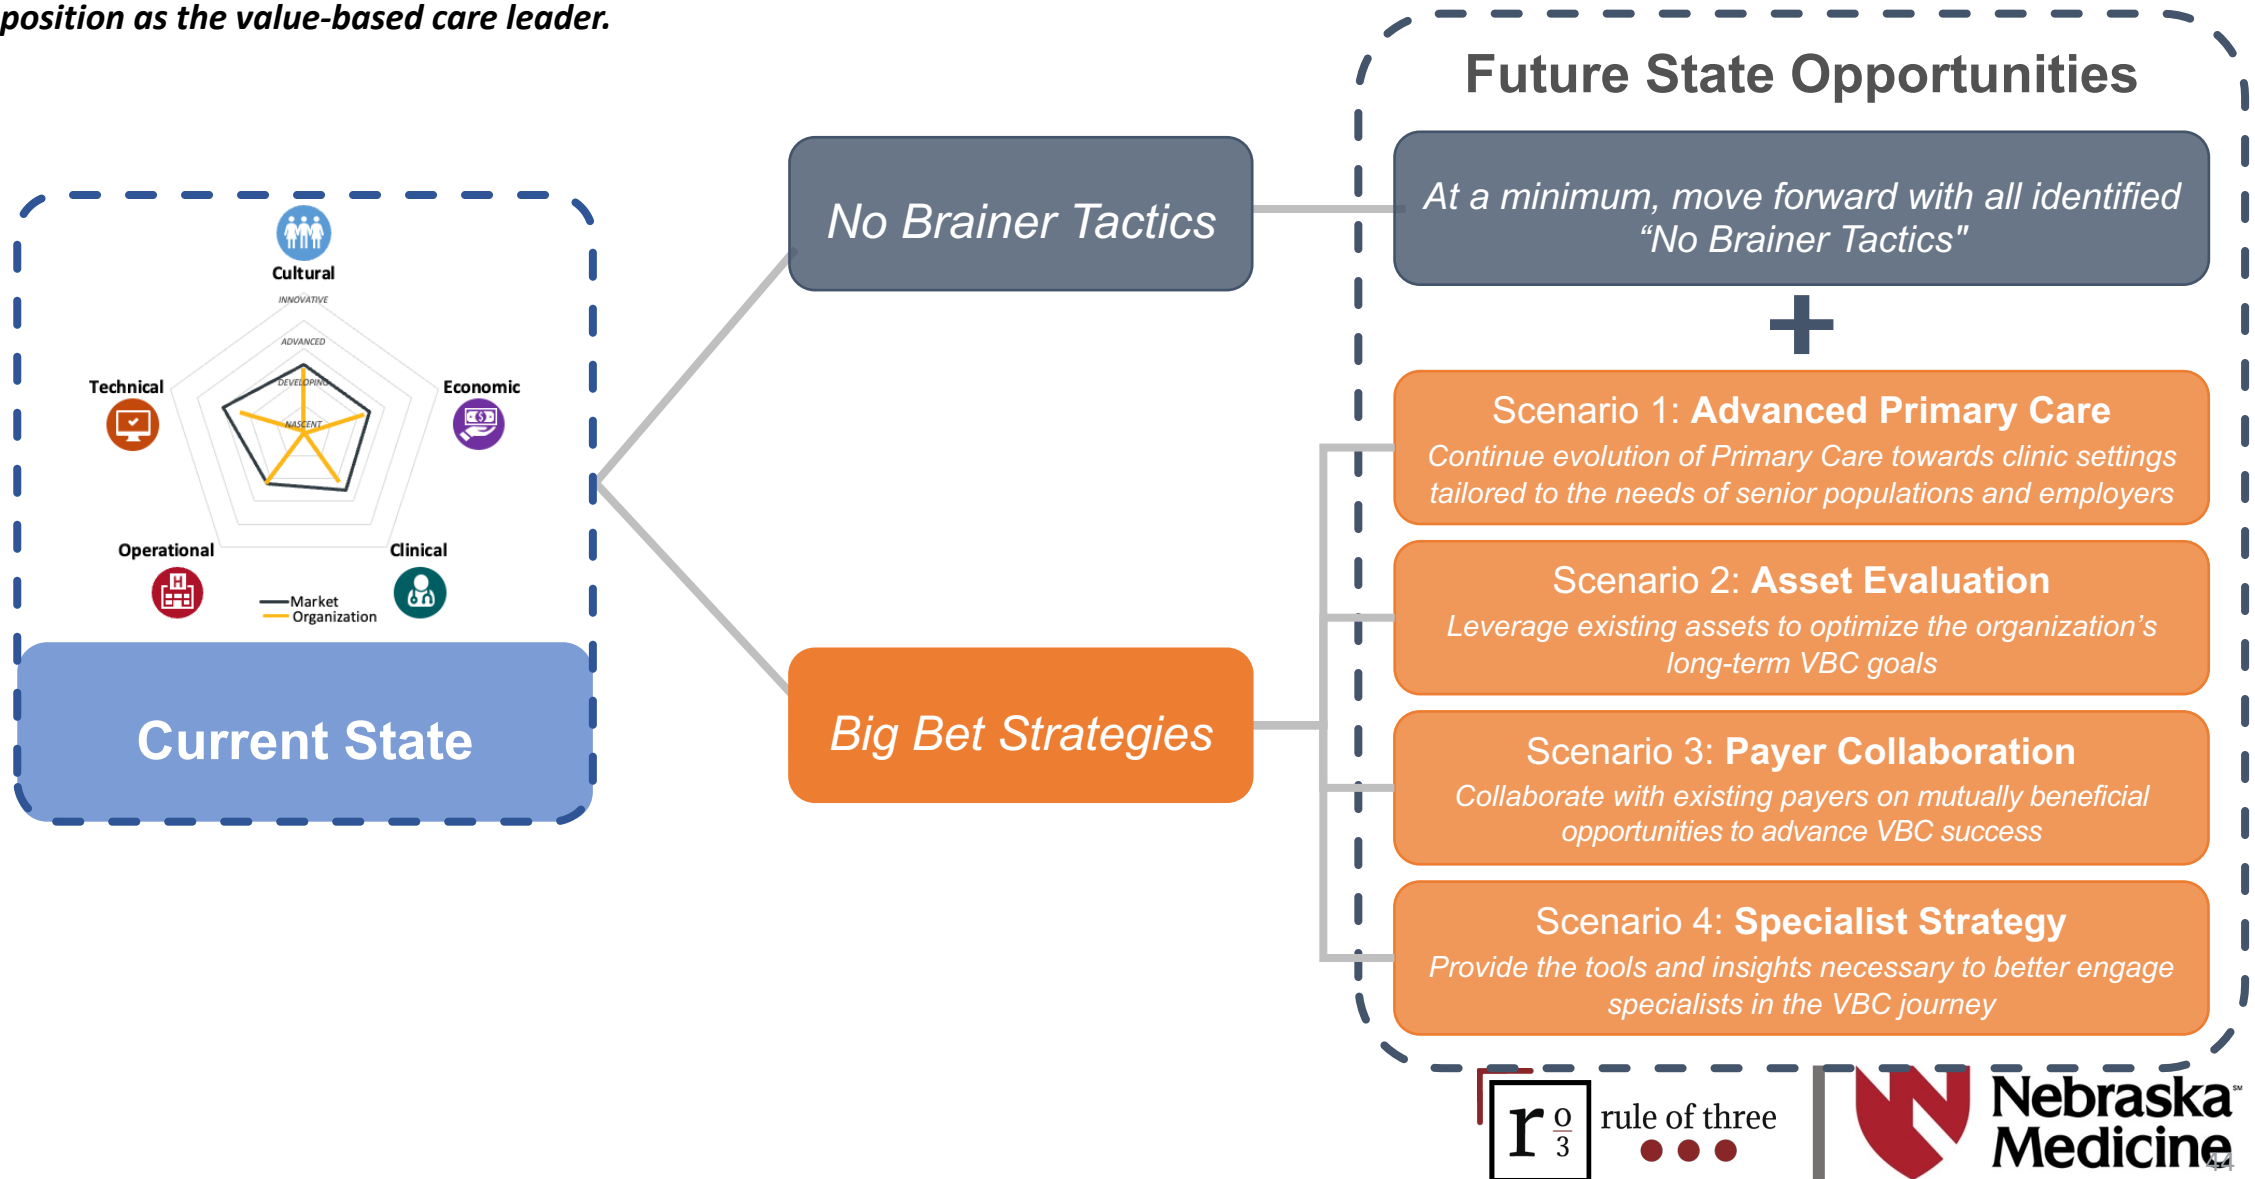 position as the value-based care leader.
Cultural
INNOVATIVE
ADVANCED
DEVELOPING
NASCENT
Technical
Economic
Operational
Clinical
Market
Organization
Current State
No Brainer Tactics
Big Bet Strategies
Future State Opportunities
At a minimum, move forward with all identified
“No Brainer Tactics"
+
Scenario 1: Advanced Primary Care
Continue evolution of Primary Care towards clinic settings
tailored to the needs of senior populations and employers
Scenario 2: Asset Evaluation
Leverage existing assets to optimize the organization’s
long-term VBC goals
Scenario 3: Payer Collaboration
Collaborate with existing payers on mutually beneficial
opportunities to advance VBC success
Scenario 4: Specialist Strategy
Provide the tools and insights necessary to better engage
specialists in the VBC journey
r o 3
rule of three
Nebraska℠
Medicine
44